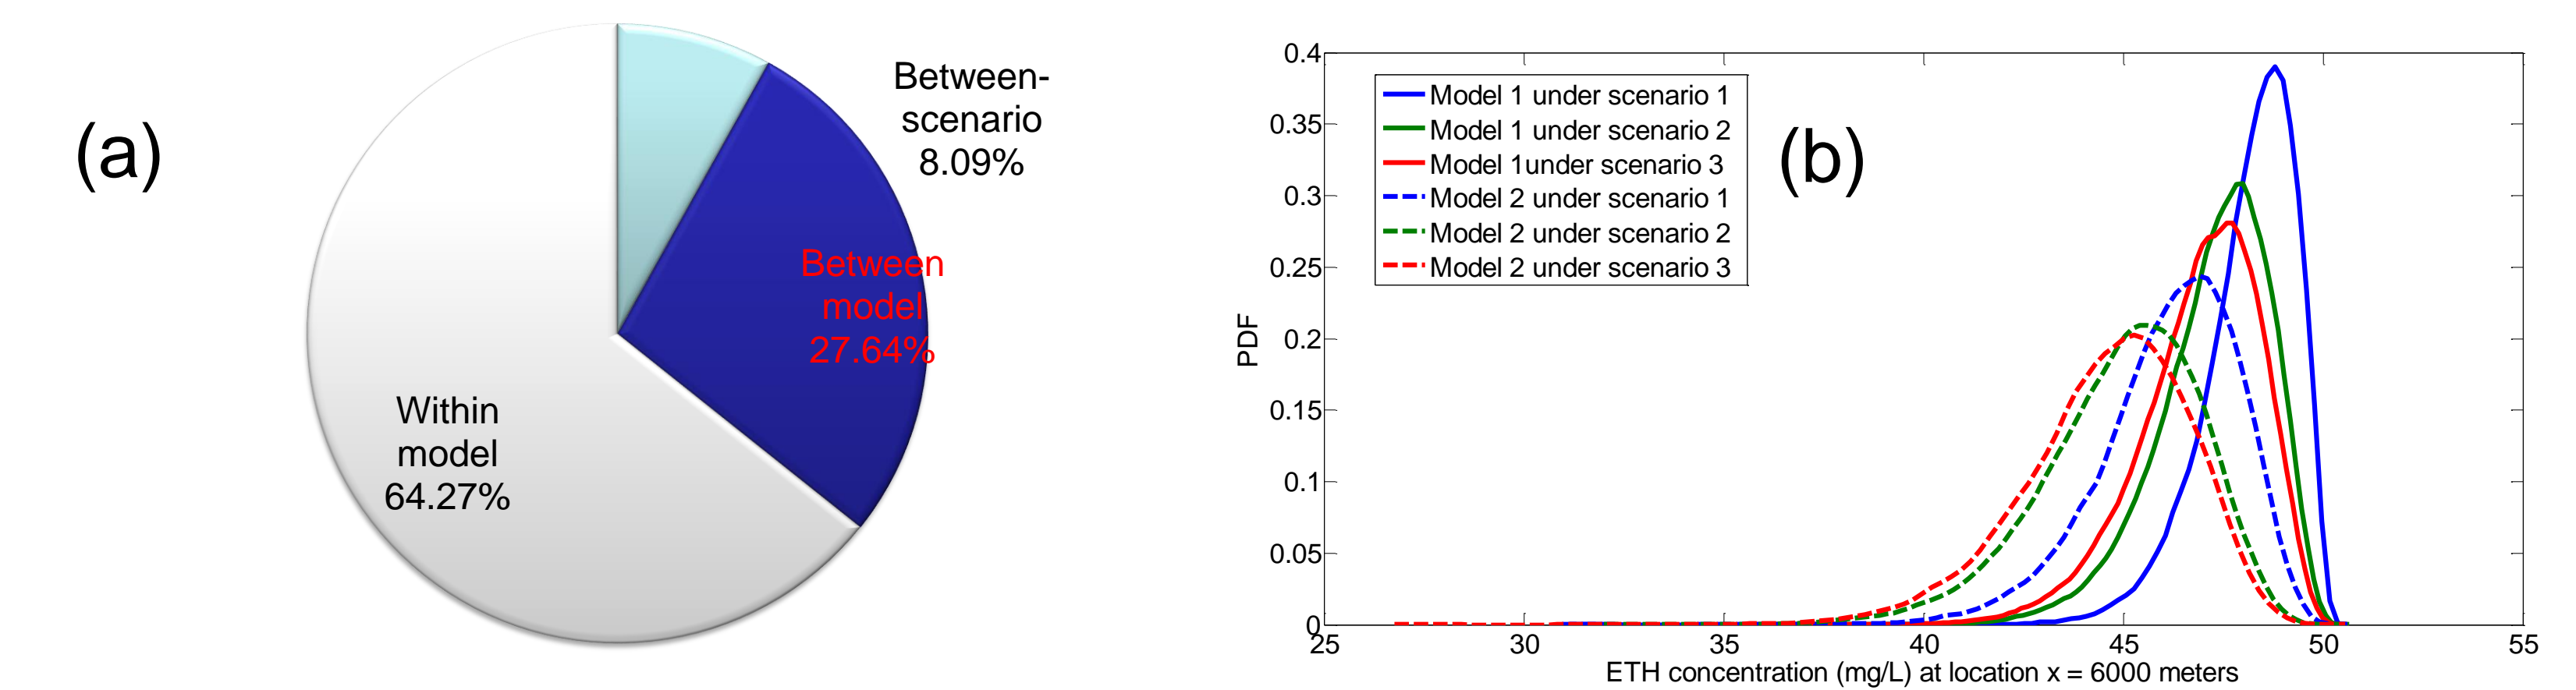 (a)
Between-
scenario
8.09%
Between
model
27.64%
Within
model
64.27%
(b)
Model 1 under scenario 1
Model 1 under scenario 2
Model 1under scenario 3
Model 2 under scenario 1
Model 2 under scenario 2
Model 2 under scenario 3
PDF
0.4
0.35
0.3
0.25
0.2
0.15
0.1
0.05
0
25 30 35 40 45 50 55
ETH concentration (mg/L) at location x = 6000 meters